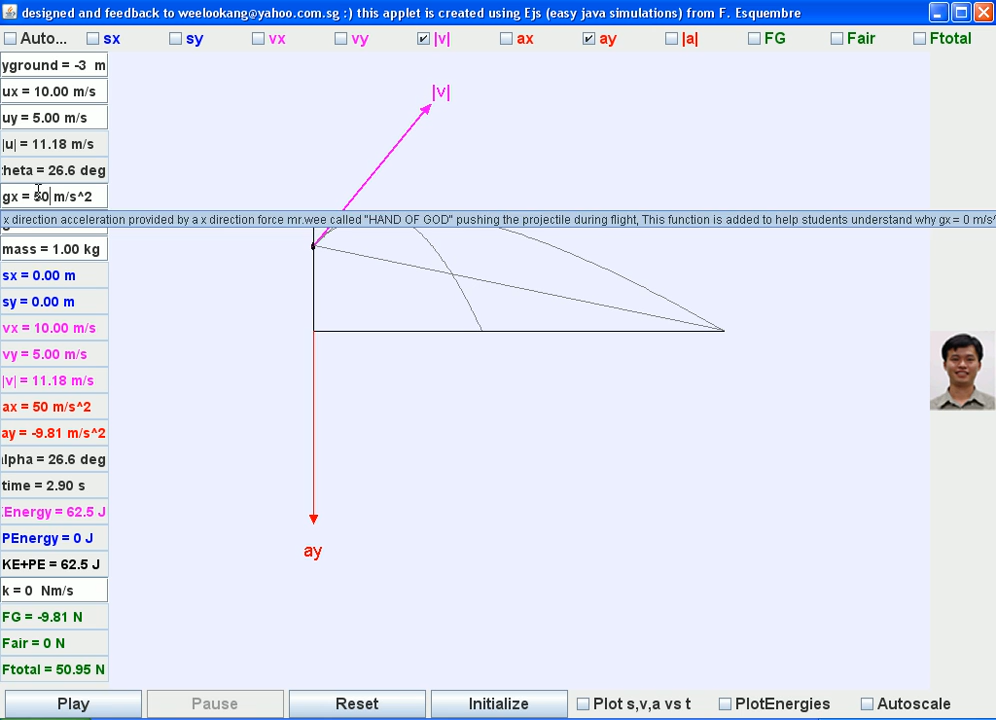 designed and feedback to weelookang@yahoo.com.sg :) this applet is created using Ejs (easy java simulations) from F. Esquembre
Auto... sx sy vx vy |v| ax ay |a| FG Fair Ftotal
yground = -3 m
ux = 10.00 m/s
uy = 5.00 m/s
|u| = 11.18 m/s
heta = 26.6 deg
gx = 50 m/s^2
x direction acceleration provided by a x direction force mr.wee called "HAND OF GOD" pushing the projectile during flight, This function is added to help students understand why gx = 0 m/s^
mass = 1.00 kg
sx = 0.00 m
sy = 0.00 m
vx = 10.00 m/s
vy = 5.00 m/s
|v| = 11.18 m/s
ax = 50 m/s^2
ay = -9.81 m/s^2
lpha = 26.6 deg
time = 2.90 s
Energy = 62.5 J
PEnergy = 0 J
KE+PE = 62.5 J
k = 0 Nm/s
FG = -9.81 N
Fair = 0 N
Ftotal = 50.95 N
|v|
ay
Play Pause Reset Initialize Plot s,v,a vs t PlotEnergies Autoscale